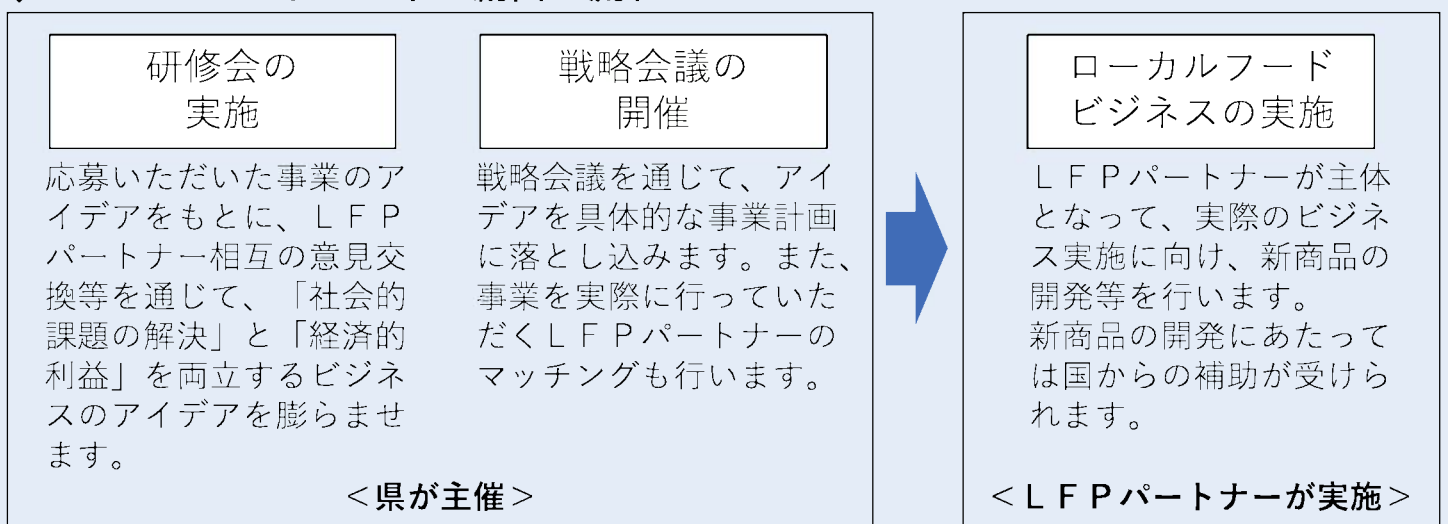 研修会の
実施
応募いただいた事業のア
イデアをもとに、ＬＦＰ
パートナー相互の意見交
換等を通じて、「社会的
課題の解決」と「経済的
利益」を両立するビジネ
スのアイデアを膨らませ
ます。
戦略会議の
開催
戦略会議を通じて、アイ
デアを具体的な事業計画
に落とし込みます。また、
事業を実際に行っていた
だくＬＦＰパートナーの
マッチングも行います。
＜県が主催＞
ローカルフード
ビジネスの実施
ＬＦＰパートナーが主体
となって、実際のビジネ
ス実施に向け、新商品の
開発等を行います。
新商品の開発にあたって
は国からの補助が受けら
れます。
＜ＬＦＰパートナーが実施＞